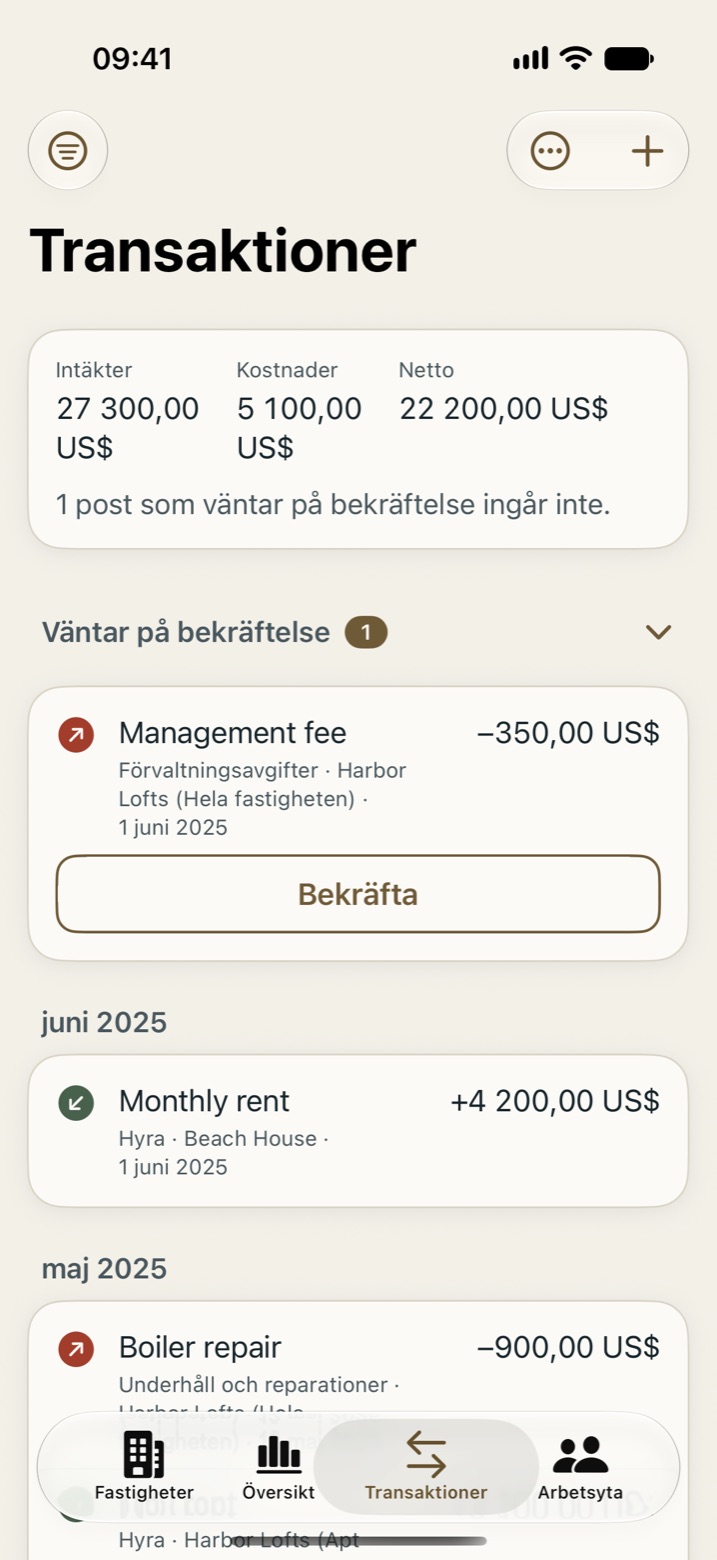 09:41
Transaktioner
Intäkter
Kostnader
Netto
27 300,00
US$
5 100,00
US$
22 200,00 US$
1 post som väntar på bekräftelse ingår inte.
Väntar på bekräftelse 1
Management fee
−350,00 US$
Förvaltningsavgifter · Harbor
Lofts (Hela fastigheten) ·
1 juni 2025
Bekräfta
juni 2025
Monthly rent
+4 200,00 US$
Hyra · Beach House ·
1 juni 2025
maj 2025
Boiler repair
−900,00 US$
Underhåll och reparationer ·
Harbor Lofts (Hela
Fastigheter
Översikt
Transaktioner
Arbetsyta
Hyra · Harbor Lofts (Apt